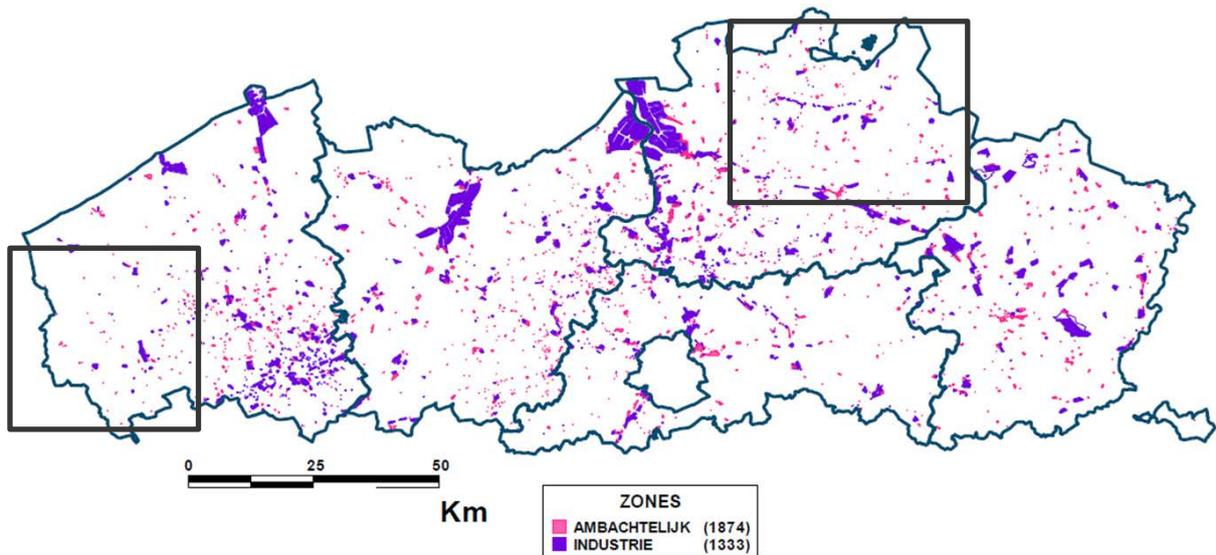 0 25 50
Km
ZONES
AMBACHTELIJK (1874)
INDUSTRIE (1333)